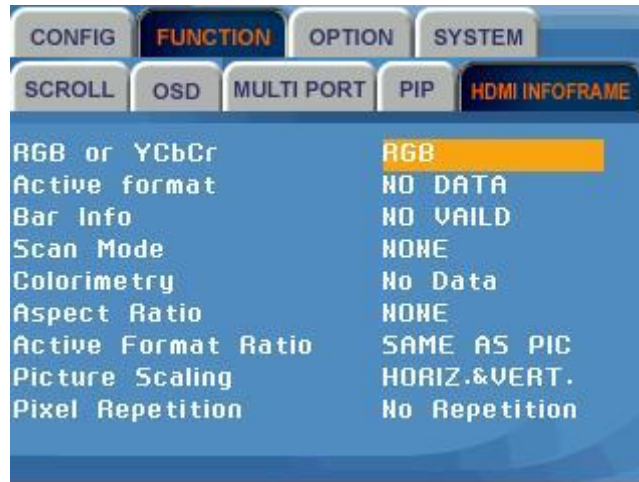 CONFIG FUNCTION OPTION SYSTEM
SCROLL OSD MULTI PORT PIP HDMI INFOFRAME
RGB or YCbCr RGB
Active format NO DATA
Bar Info NO VAILD
Scan Mode NONE
Colorimetry No Data
Aspect Ratio NONE
Active Format Ratio SAME AS PIC
Picture Scaling HORIZ.&VERT.
Pixel Repetition No Repetition